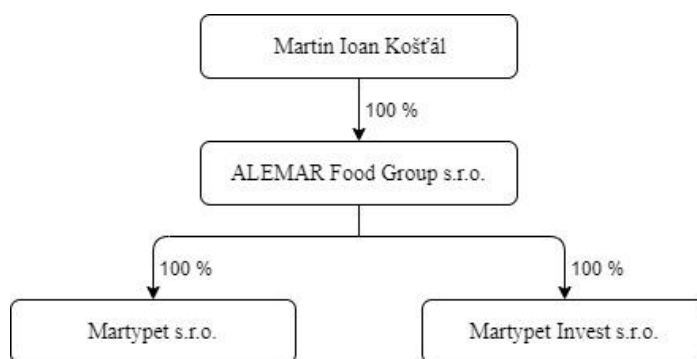 Martin Ioan Košťál
100 %
ALEMAR Food Group s.r.o.
100 %
100 %
Martypet s.r.o.
Martypet Invest s.r.o.